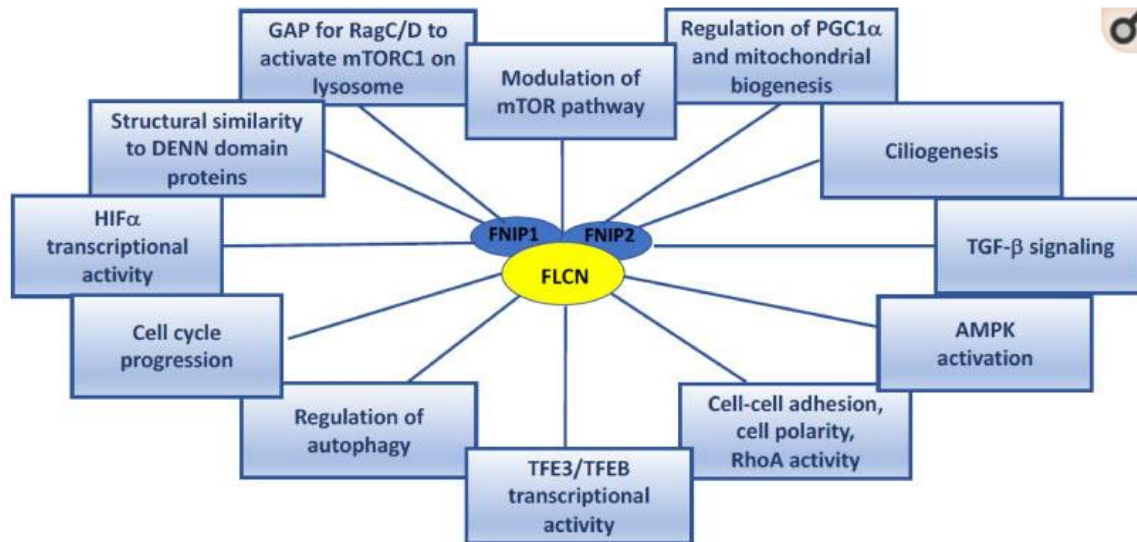 GAP for RagC/D to
activate mTORC1 on
lysosome
Modulation of
mTOR pathway
Regulation of PGC1α
and mitochondrial
biogenesis
Structural similarity
to DENN domain
proteins
Ciliogenesis
HIFα
transcriptional
activity
FNIP1
FNIP2
FLCN
TGF-β signaling
Cell cycle
progression
AMPK
activation
Regulation of
autophagy
TFE3/TFEB
transcriptional
activity
Cell-cell adhesion,
cell polarity,
RhoA activity